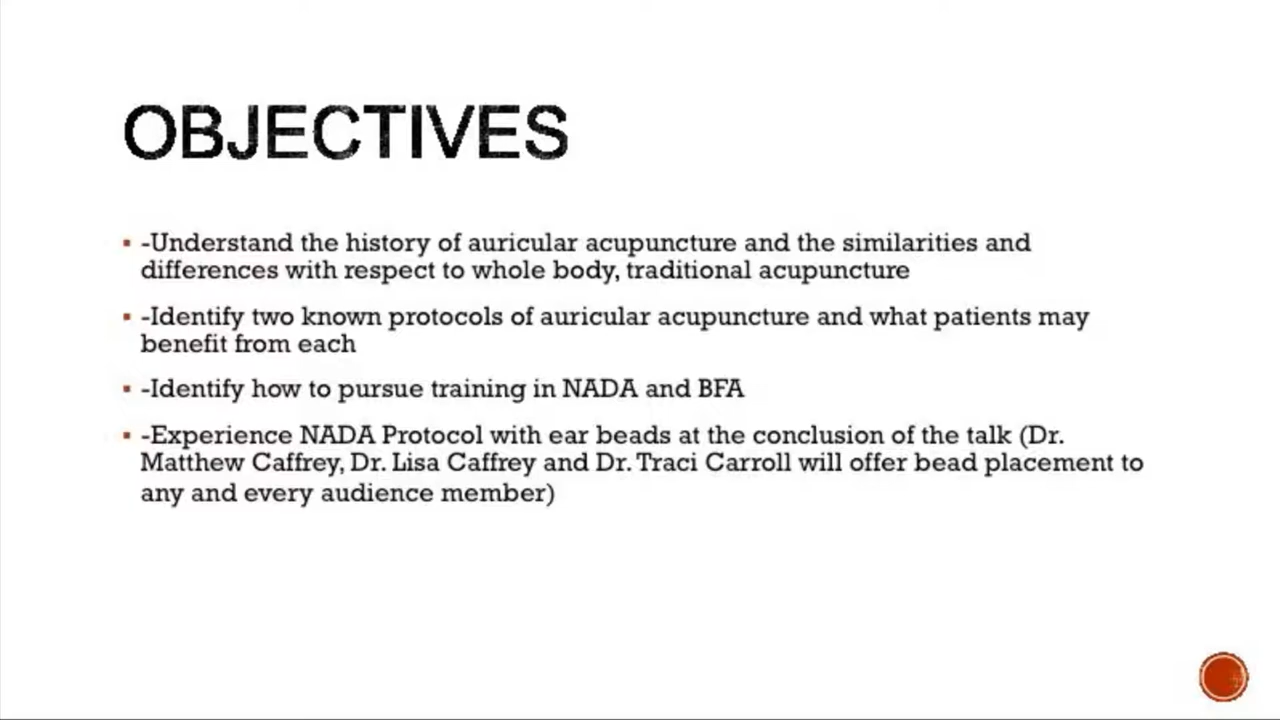 OBJECTIVES
-Understand the history of auricular acupuncture and the similarities and
differences with respect to whole body, traditional acupuncture
-Identify two known protocols of auricular acupuncture and what patients may
benefit from each
-Identify how to pursue training in NADA and BFA
-Experience NADA Protocol with ear beads at the conclusion of the talk (Dr.
Matthew Caffrey, Dr. Lisa Caffrey and Dr. Traci Carroll will offer bead placement to
any and every audience member)